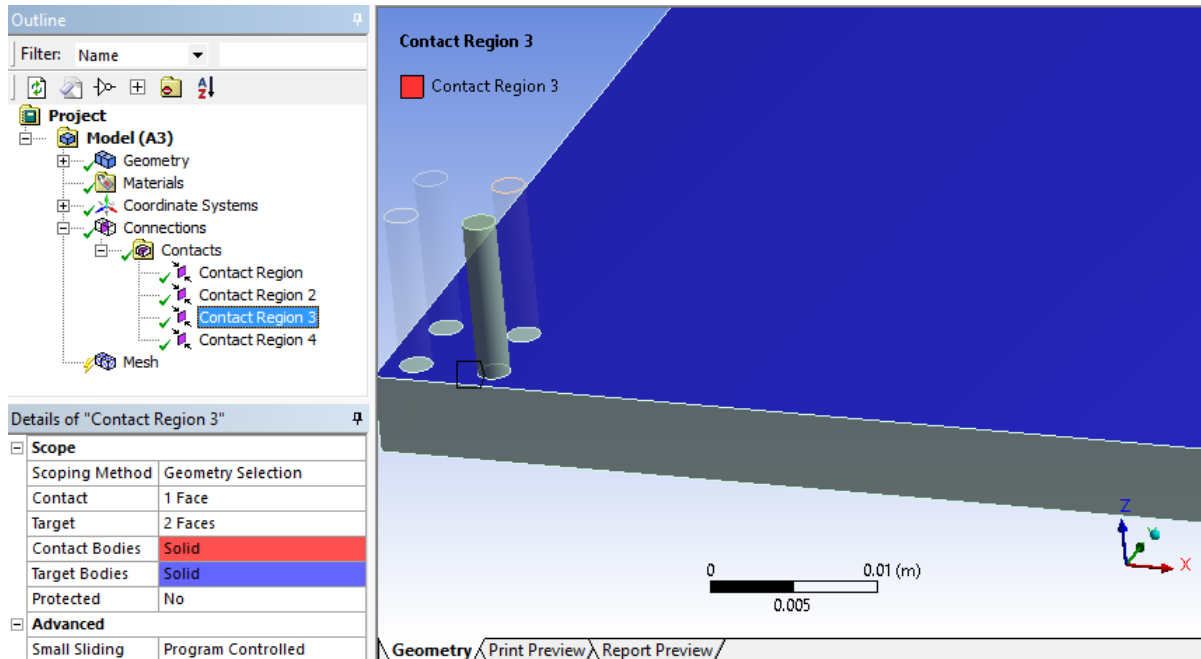 Outline
Filter: Name
Project
Model (A3)
Geometry
Materials
Coordinate Systems
Connections
Contacts
Contact Region
Contact Region 2
Contact Region 3
Contact Region 4
Mesh
Details of "Contact Region 3"
Scope
Scoping Method Geometry Selection
Contact 1 Face
Target 2 Faces
Contact Bodies Solid
Target Bodies Solid
Protected No
Advanced
Small Sliding Program Controlled
Contact Region 3
Contact Region 3
Z
Y
X
0 0.01 (m)
0.005
Geometry Print Preview Report Preview